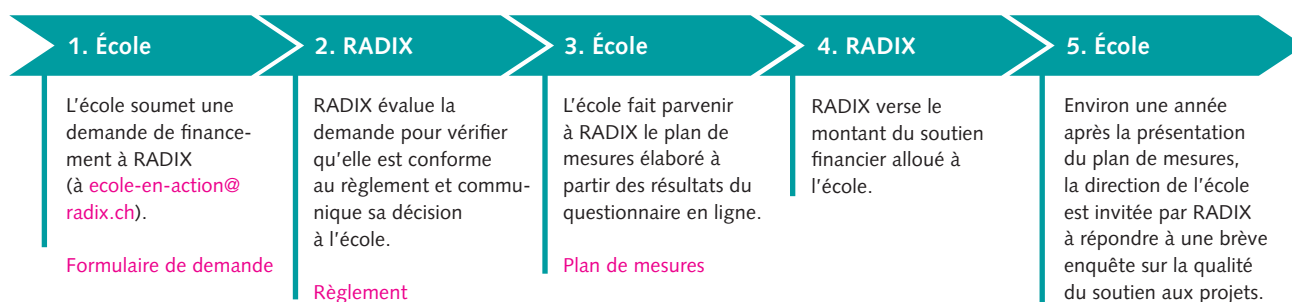 1. École
L'école soumet une
demande de finance-
ment à RADIX
(à ecole-en-action@
radix.ch).
Formulaire de demande
2. RADIX
RADIX évalue la
demande pour vérifier
qu'elle est conforme
au règlement et commu-
nique sa décision
à l'école.
Règlement
3. École
L'école fait parvenir
à RADIX le plan de
mesures élaboré à
partir des résultats du
questionnaire en ligne.
Plan de mesures
4. RADIX
RADIX verse le
montant du soutien
financier alloué à
l'école.
5. École
Environ une année
après la présentation
du plan de mesures,
la direction de l'école
est invitée par RADIX
à répondre à une brève
enquête sur la qualité
du soutien aux projets.